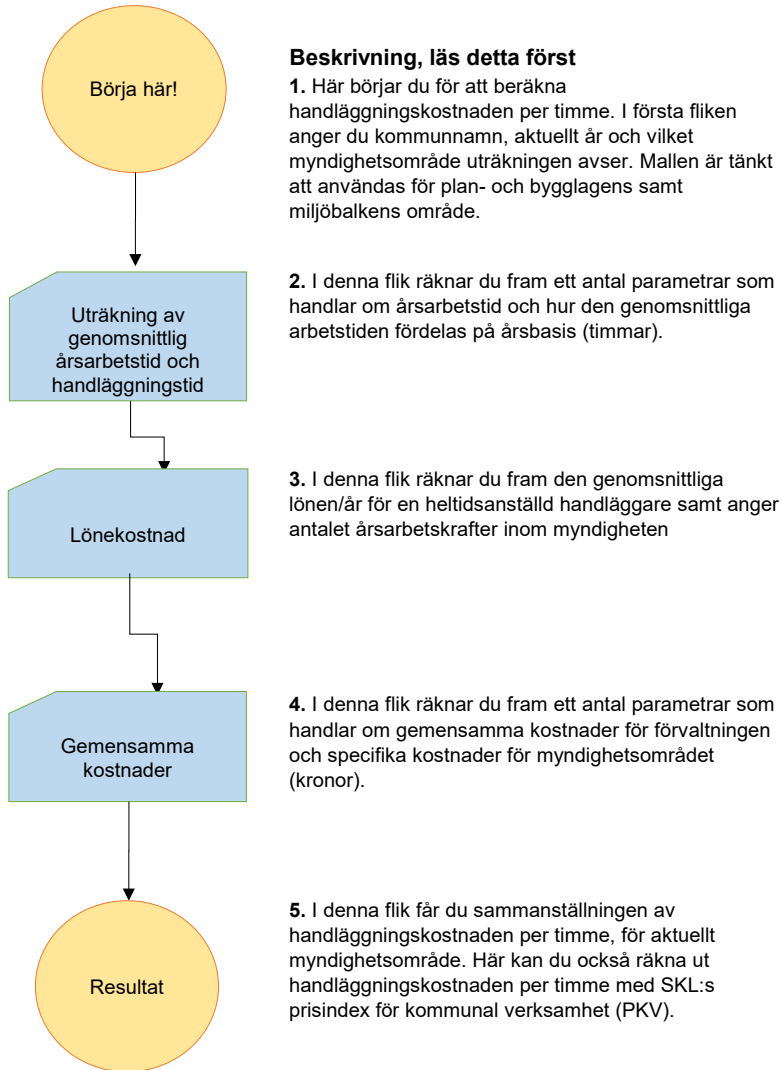 Börja här!
Beskrivning, läs detta först
1. Här börjar du för att beräkna
handläggningskostnaden per timme. I första fliken
anger du kommunnamn, aktuellt år och vilket
myndighetsområde uträkningen avser. Mallen är tänkt
att användas för plan- och bygglagens samt
miljöbalkens område.
Uträkning av
genomsnittlig
årsarbetstid och
handläggningstid
2. I denna flik räknar du fram ett antal parametrar som
handlar om årsarbetstid och hur den genomsnittliga
arbetstiden fördelas på årsbasis (timmar).
Lönekostnad
3. I denna flik räknar du fram den genomsnittliga
lönen/år för en heltidsanställd handläggare samt anger
antalet årsarbetskrafter inom myndigheten
Gemensamma
kostnader
4. I denna flik räknar du fram ett antal parametrar som
handlar om gemensamma kostnader för förvaltningen
och specifika kostnader för myndighetsområdet
(kronor).
Resultat
5. I denna flik får du sammanställningen av
handläggningskostnaden per timme, för aktuellt
myndighetsområde. Här kan du också räkna ut
handläggningskostnaden per timme med SKL:s
prisindex för kommunal verksamhet (PKV).